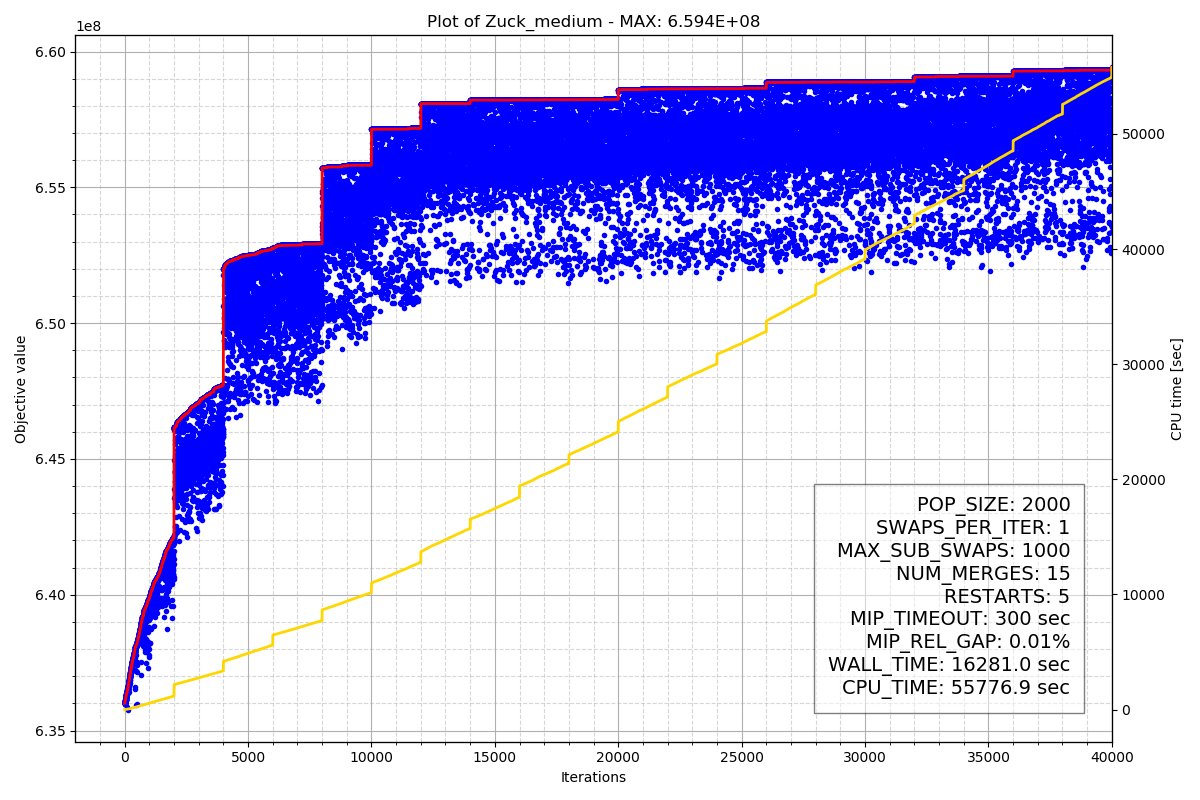 Plot of Zuck_medium - MAX: 6.594E+08
1e8
6.60
6.55
6.50
6.45
6.40
6.35
Objective value
0
5000
10000
15000
20000
25000
30000
35000
40000
Iterations
50000
40000
30000
20000
10000
0
CPU time [sec]
POP_SIZE: 2000
SWAPS_PER_ITER: 1
MAX_SUB_SWAPS: 1000
NUM_MERGES: 15
RESTARTS: 5
MIP_TIMEOUT: 300 sec
MIP_REL_GAP: 0.01%
WALL_TIME: 16281.0 sec
CPU_TIME: 55776.9 sec